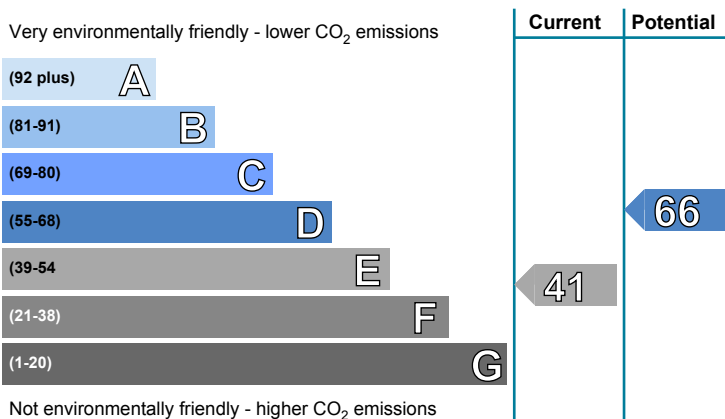 Very environmentally friendly - lower CO2 emissions
Current
Potential
(92 plus) A
(81-91) B
(69-80) C
(55-68) D
66
(39-54 E
41
(21-38) F
(1-20) G
Not environmentally friendly - higher CO2 emissions